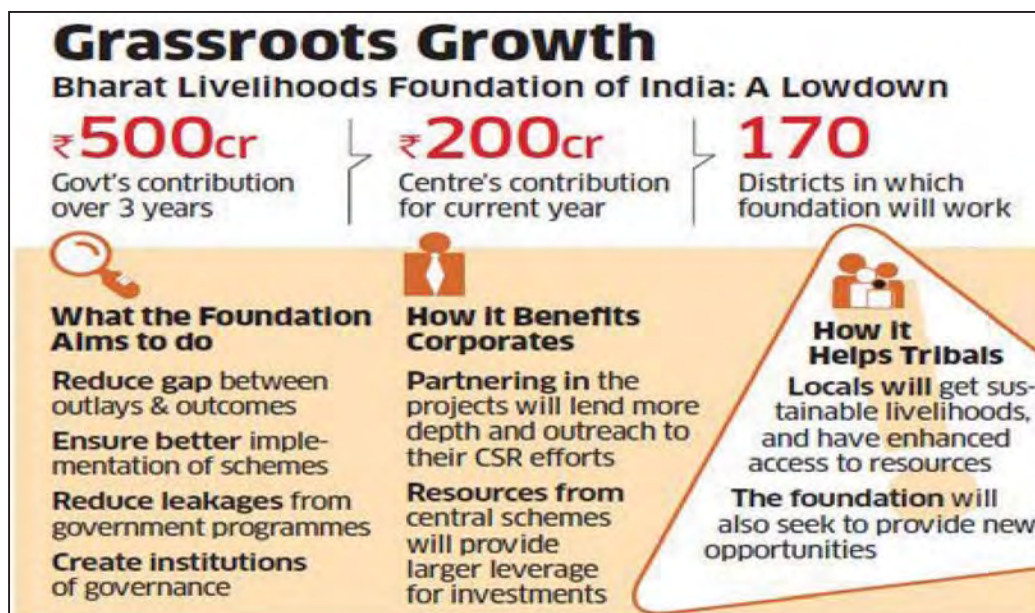 Grassroots Growth
Bharat Livelihoods Foundation of India: A Lowdown
₹500cr
Govt's contribution
over 3 years
₹200cr
Centre's contribution
for current year
170
Districts in which
foundation will work
What the Foundation
Aims to do
Reduce gap between
outlays & outcomes
Ensure better imple-
mentation of schemes
Reduce leakages from
government programmes
Create institutions
of governance
How it Benefits
Corporates
Partnering in the
projects will lend more
depth and outreach to
their CSR efforts
Resources from
central schemes
will provide
larger leverage
for investments
How it
Helps Tribals
Locals will get sus-
tainable livelihoods,
and have enhanced
access to resources
The foundation will
also seek to provide new
opportunities